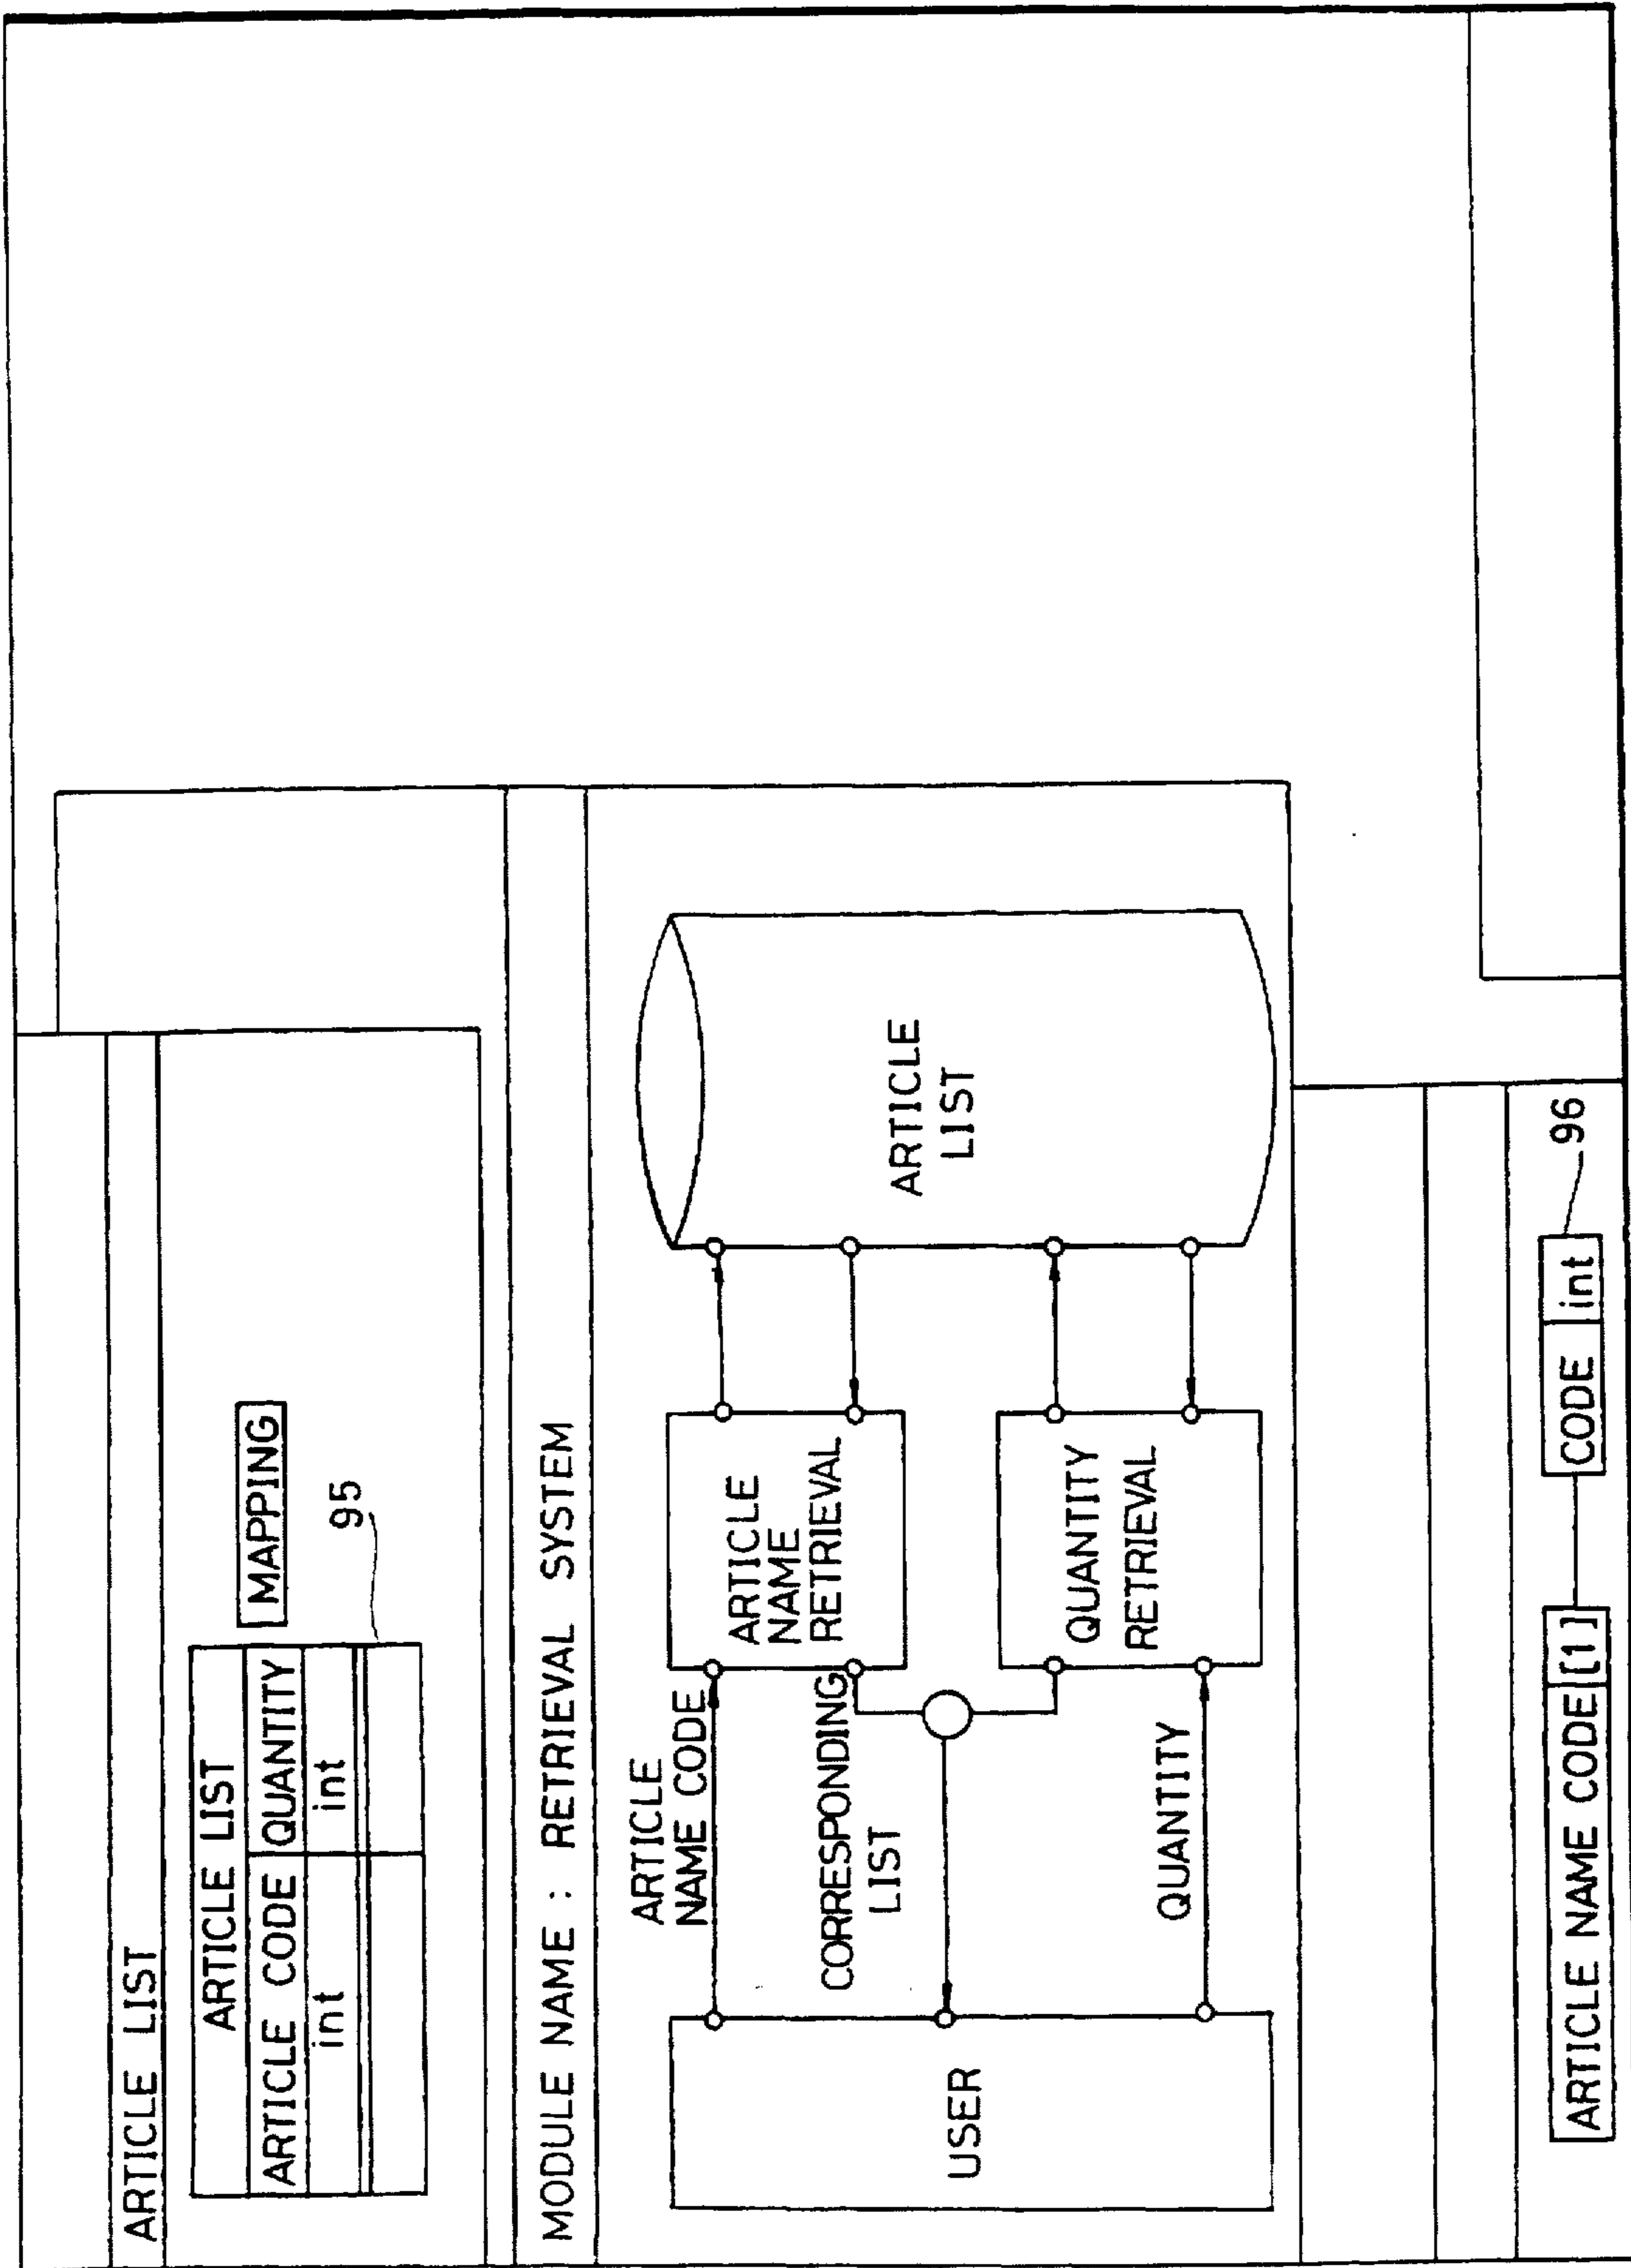 ARTICLE LIST
ARTICLE LIST
ARTICLE CODE QUANTITY
int int
MAPPING
95
MODULE NAME : RETRIEVAL SYSTEM
USER
ARTICLE
NAME CODE
CORRESPONDING
LIST
QUANTITY
ARTICLE
NAME
RETRIEVAL
QUANTITY
RETRIEVAL
ARTICLE
LIST
ARTICLE NAME CODE [1] CODE int
96